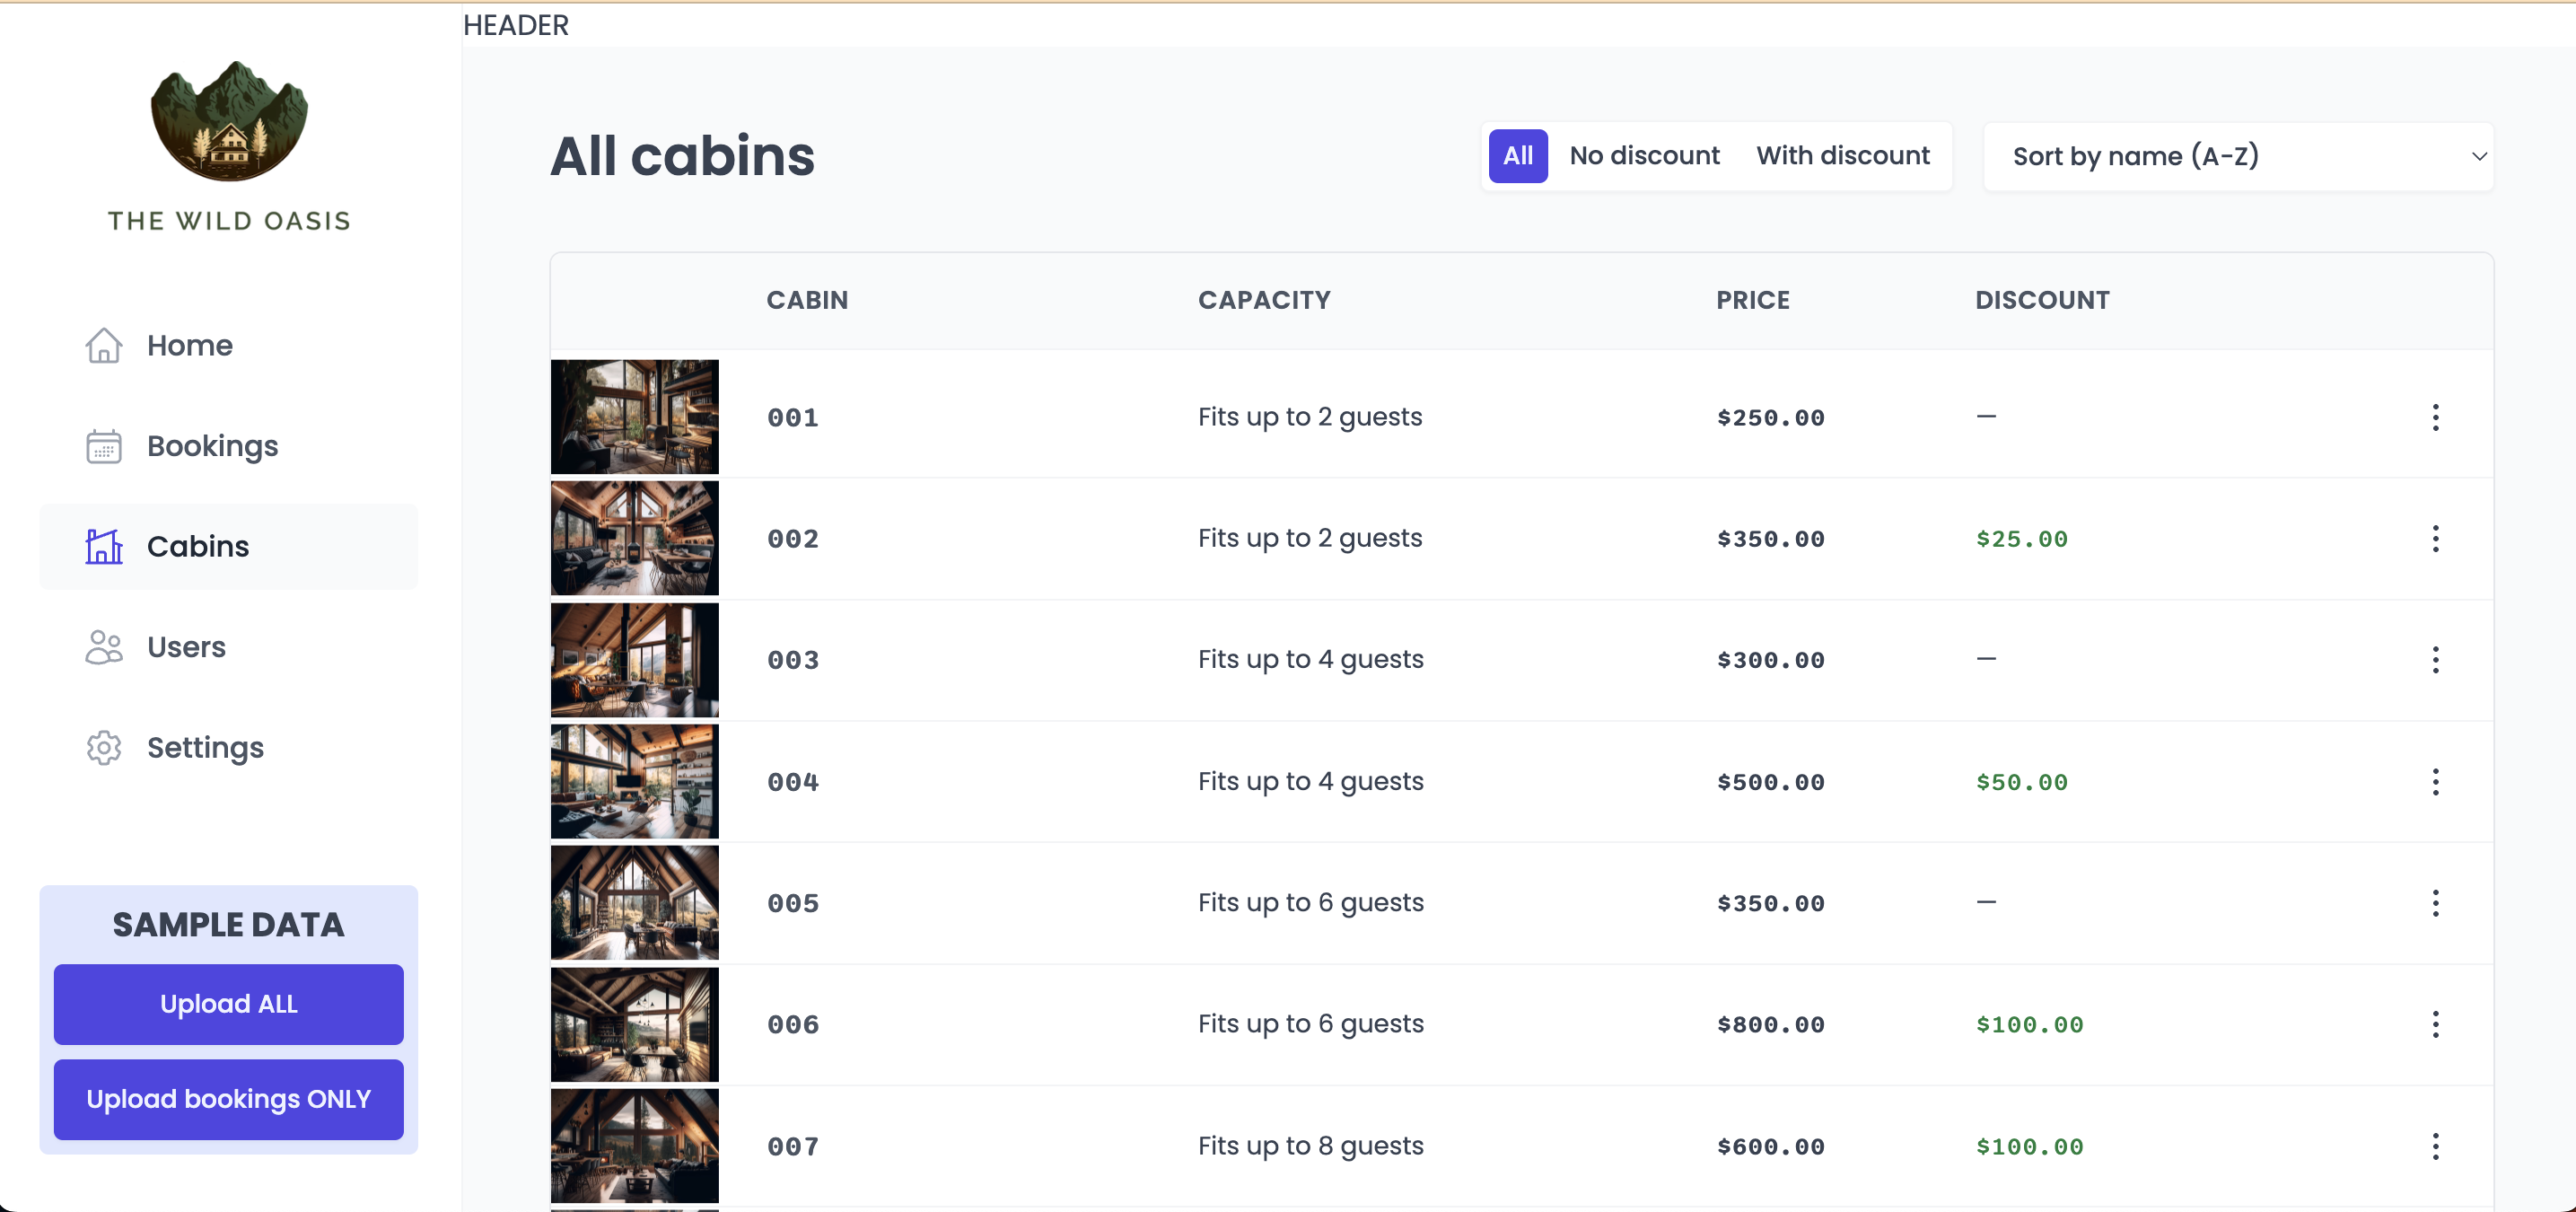 HEADER
THE WILD OASIS
Home
Bookings
Cabins
Users
Settings
SAMPLE DATA
Upload ALL
Upload bookings ONLY
All cabins
All No discount With discount
Sort by name (A-Z)
CABIN CAPACITY PRICE DISCOUNT
001 Fits up to 2 guests $250.00 —
002 Fits up to 2 guests $350.00 $25.00
003 Fits up to 4 guests $300.00 —
004 Fits up to 4 guests $500.00 $50.00
005 Fits up to 6 guests $350.00 —
006 Fits up to 6 guests $800.00 $100.00
007 Fits up to 8 guests $600.00 $100.00